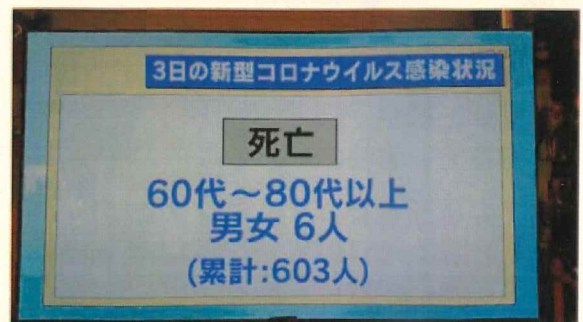 3日の新型コロナウイルス感染状況
死亡
60代～80代以上
男女 6人
(累計:603人)